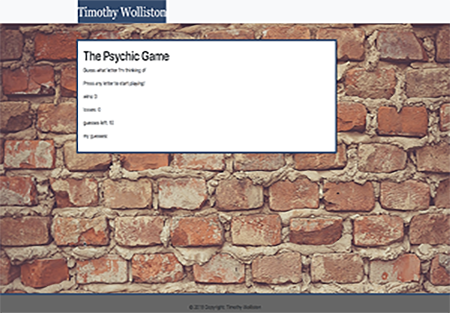 Timothy Wolliston
The Psychic Game
Guess what letter I'm thinking of
Press any letter to start playing!
wins: 0
losses: 0
guesses left: 10
my guesses:
Copyright Timothy Wolliston